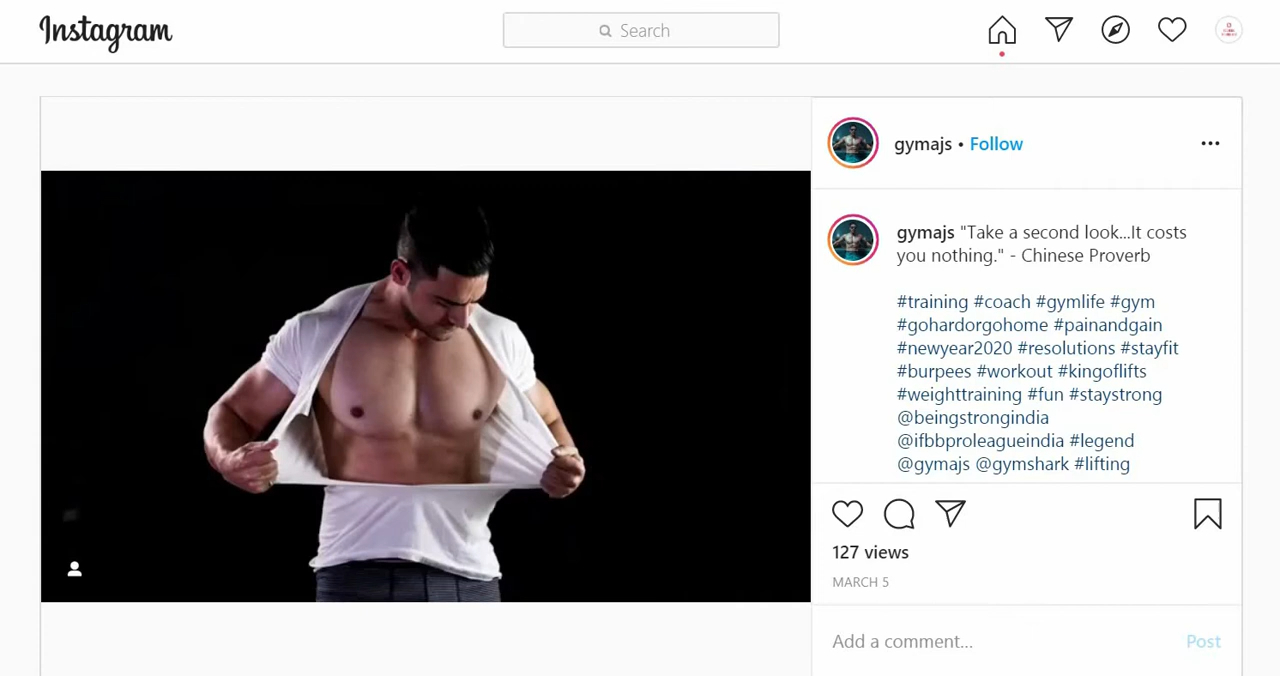 Instagram
Search
gymajs • Follow
gymajs "Take a second look...It costs
you nothing." - Chinese Proverb
#training #coach #gymlife #gym
#gohardorgohome #painandgain
#newyear2020 #resolutions #stayfit
#burpees #workout #kingoflifts
#weighttraining #fun #staystrong
@beingstrongindia
@ifbbproleagueindia #legend
@gymajs @gymshark #lifting
127 views
MARCH 5
Add a comment...
Post